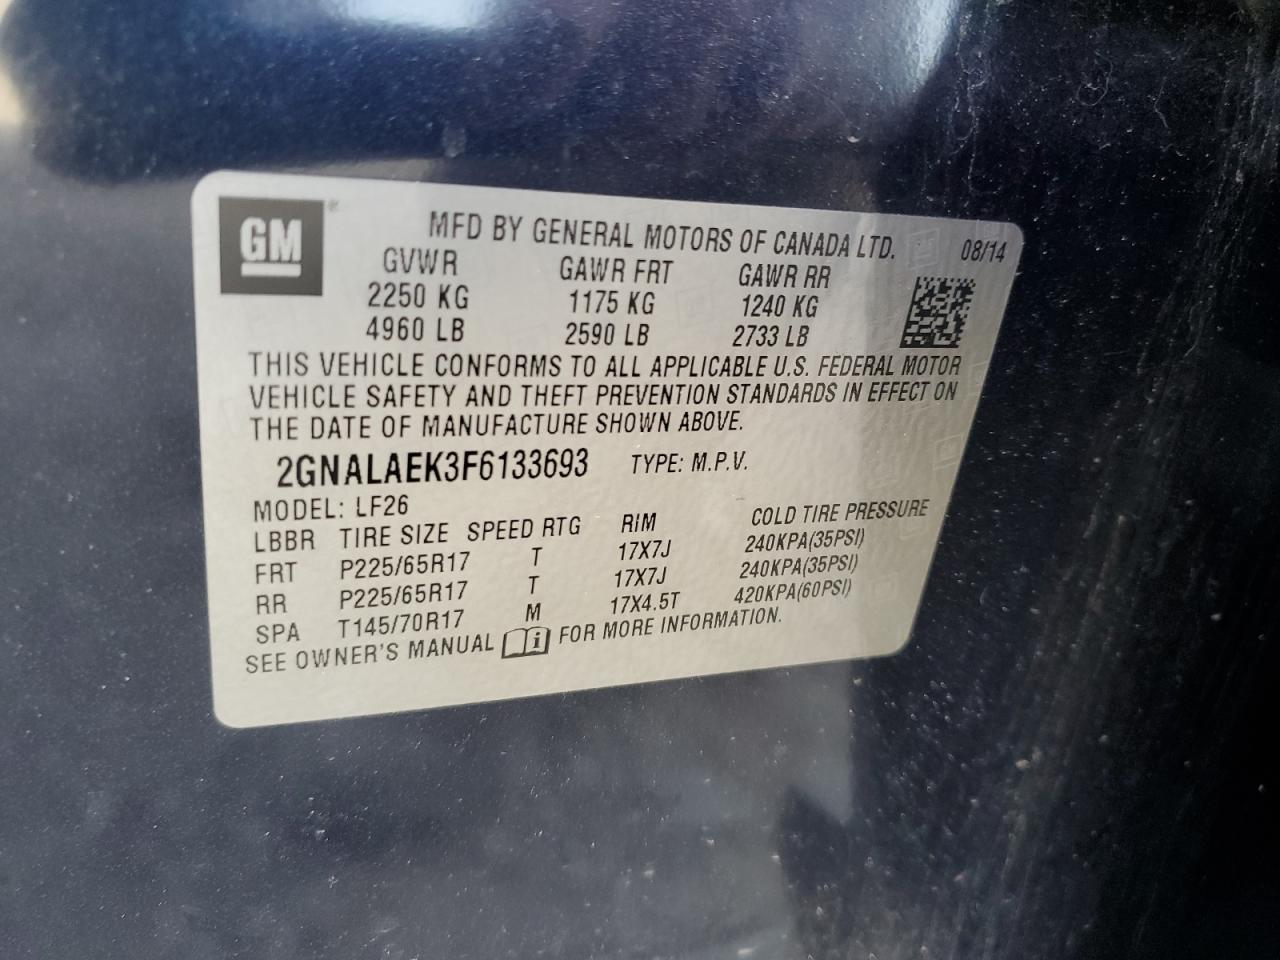 GM
MFD BY GENERAL MOTORS OF CANADA LTD. 08/14
GVWR GAWR FRT GAWR RR
2250 KG 1175 KG 1240 KG
4960 LB 2590 LB 2733 LB
THIS VEHICLE CONFORMS TO ALL APPLICABLE U.S. FEDERAL MOTOR
VEHICLE SAFETY AND THEFT PREVENTION STANDARDS IN EFFECT ON
THE DATE OF MANUFACTURE SHOWN ABOVE.
2GNALAEK3F6133693 TYPE: M.P.V.
MODEL: LF26
LBBR TIRE SIZE SPEED RTG RIM COLD TIRE PRESSURE
FRT P225/65R17 T 17X7J 240KPA(35PSI)
RR P225/65R17 T 17X7J 240KPA(35PSI)
SPA T145/70R17 M 17X4.5T 420KPA(60PSI)
SEE OWNER'S MANUAL i FOR MORE INFORMATION.